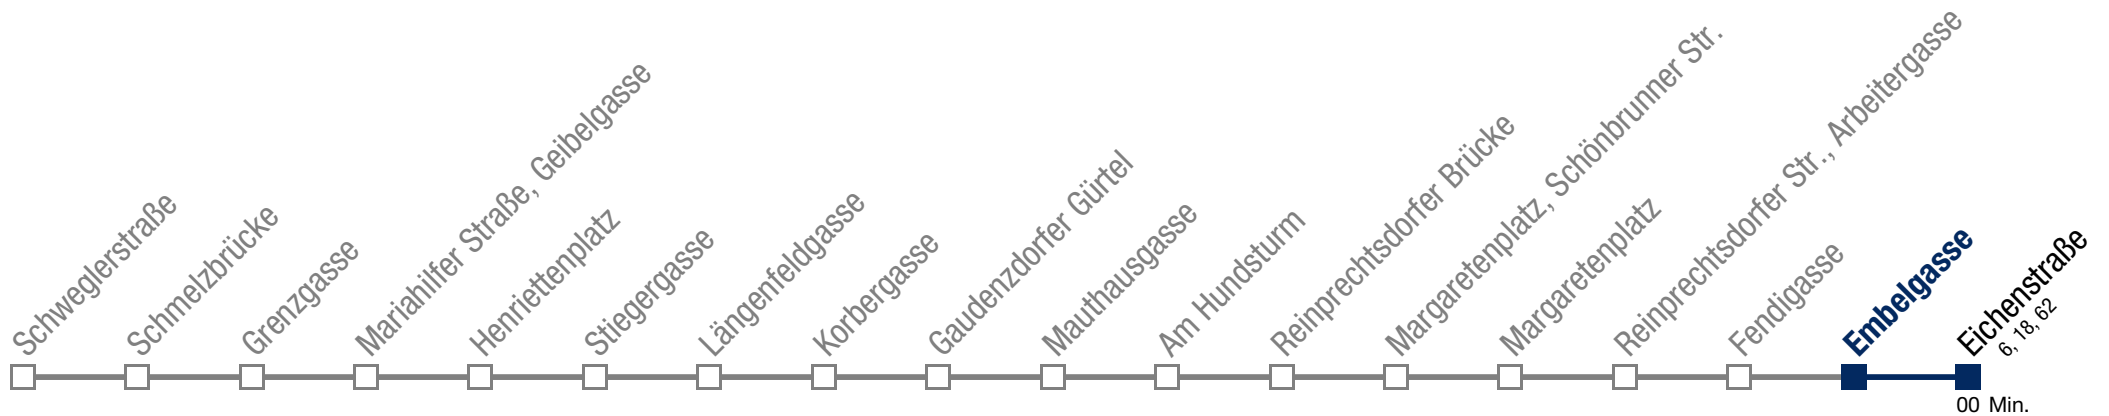 Schweglerstraße
Schmelzbrücke
Grenzgasse
Mariahilfer Straße, Geibelgasse
Henriettenplatz
Stiegergasse
Längenfeldgasse
Korbergasse
Gaudenzdorfer Gürtel
Mauthausgasse
Am Hundsturm
Reinprechtsdorfer Brücke
Margaretenplatz, Schönbrunner Str.
Margaretenplatz
Reinprechtsdorfer Str., Arbeitergasse
Fendigasse
Embelgasse
Eichenstraße
6, 18, 62
00 Min.